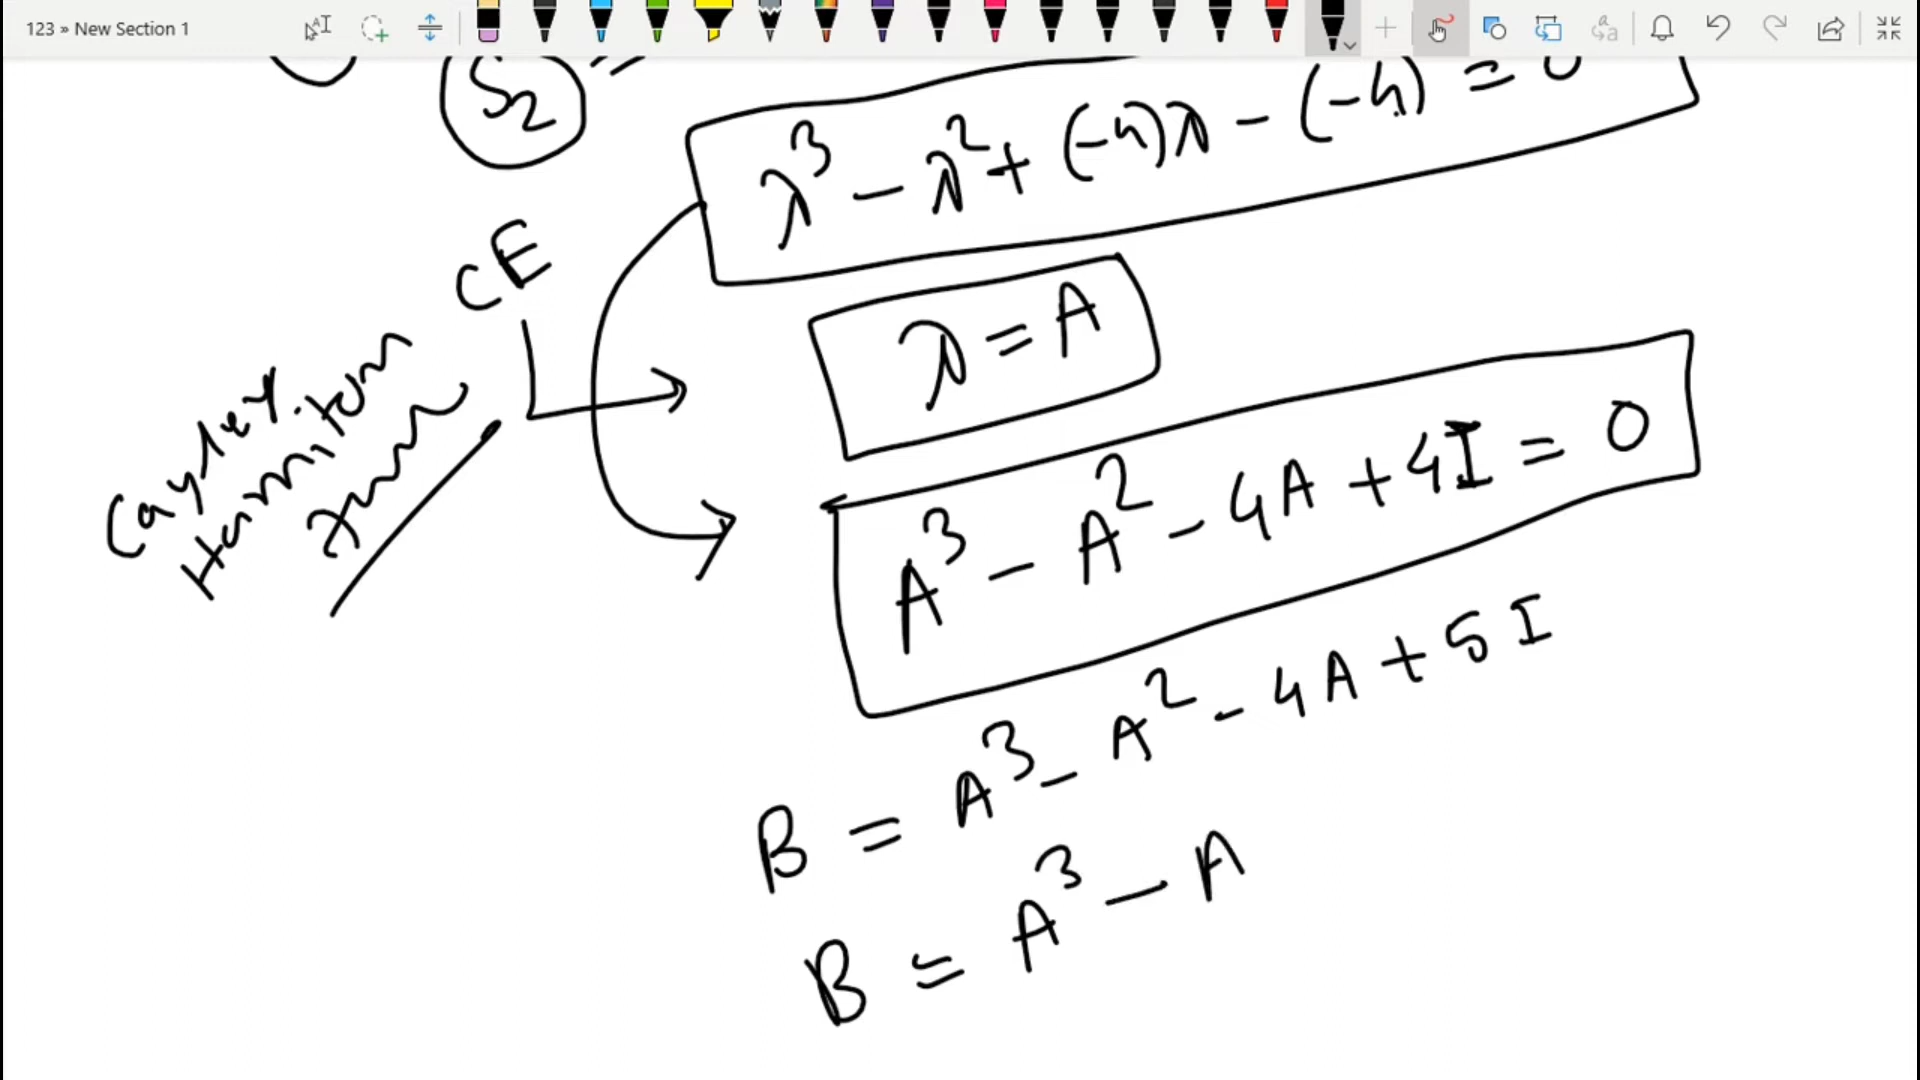 123 » New Section 1
S₂ =
λ³ - λ² + (-4)λ - (-4) = 0
CE
λ = A
Cayley.
Hamilton
A³ - A² - 4A + 4I = 0
B = A³ - A² - 4A + 5I
B = A³ - A